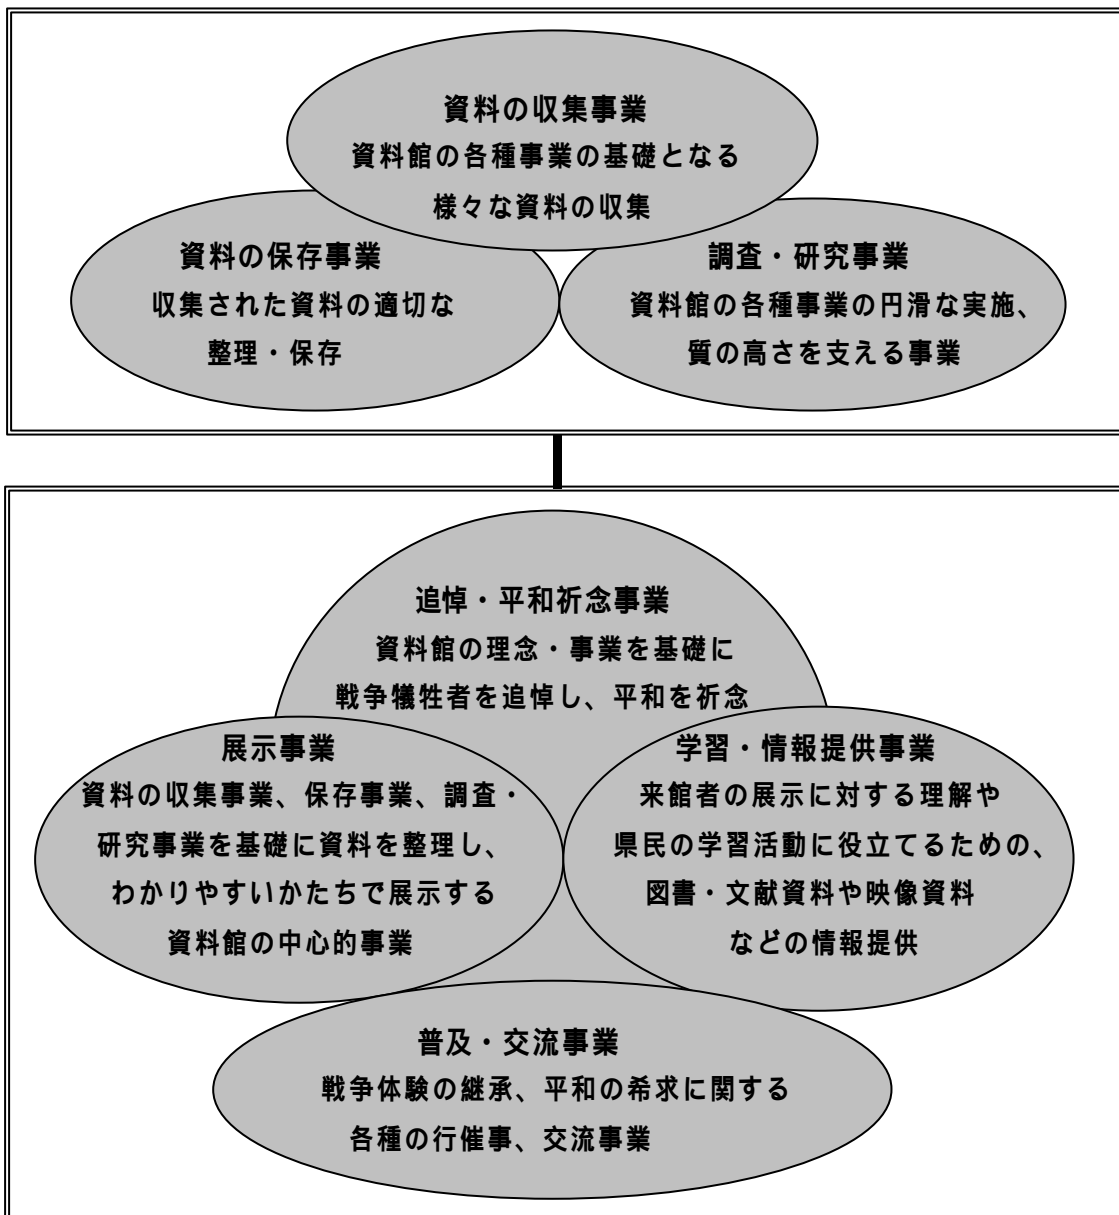 資料の収集事業
資料館の各種事業の基礎となる
様々な資料の収集
資料の保存事業
収集された資料の適切な
整理・保存
調査・研究事業
資料館の各種事業の円滑な実施、
質の高さを支える事業
追悼・平和祈念事業
資料館の理念・事業を基礎に
戦争犠牲者を追悼し、平和を祈念
展示事業
資料の収集事業、保存事業、調査・
研究事業を基礎に資料を整理し、
わかりやすいかたちで展示する
資料館の中心的事業
学習・情報提供事業
来館者の展示に対する理解や
県民の学習活動に役立てるための、
図書・文献資料や映像資料
などの情報提供
普及・交流事業
戦争体験の継承、平和の希求に関する
各種の行催事、交流事業